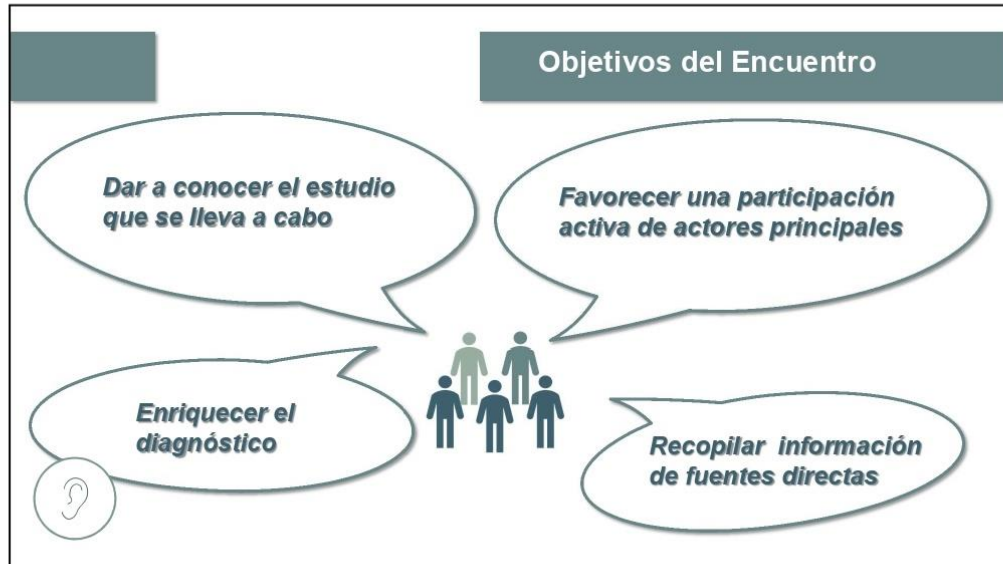 Objetivos del Encuentro
Dar a conocer el estudio
que se lleva a cabo
Favorecer una participación
activa de actores principales
Enriquecer el
diagnóstico
Recopilar información
de fuentes directas